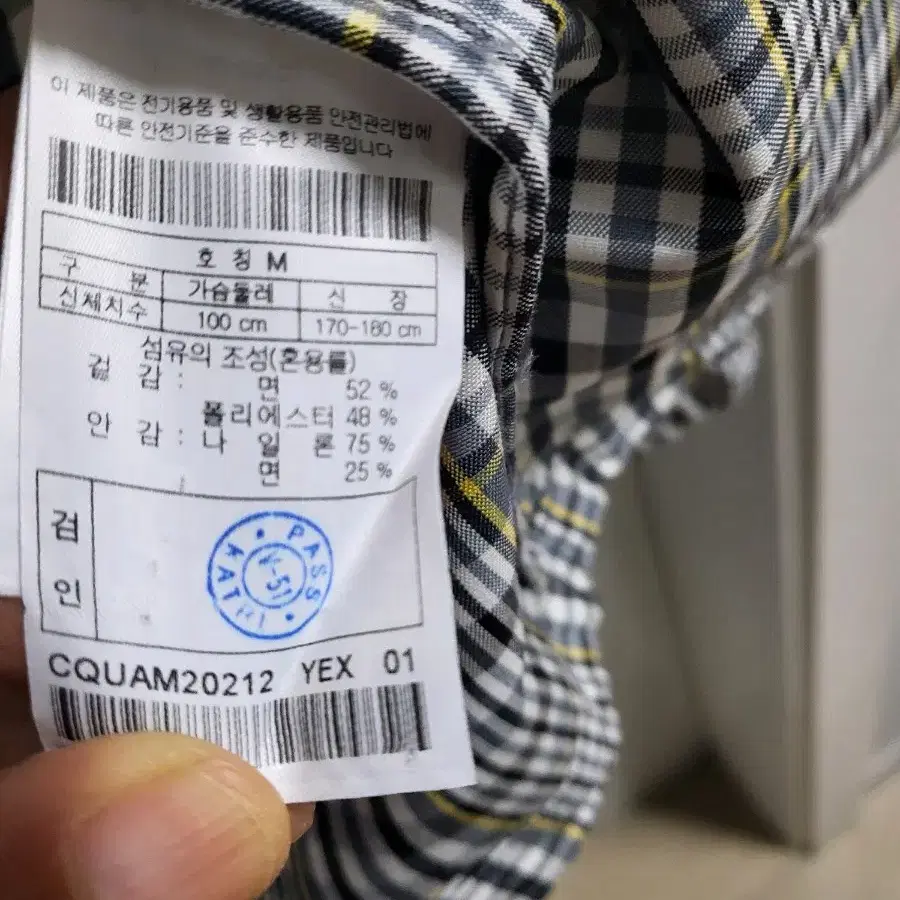 이 제품은 전기용품 및 생활용품 안전관리법에
따른 안전기준을 준수한 제품입니다
호 칭 M
구 분 가슴둘레 신 장
신체치수 100 cm 170-180 cm
섬유의 조성(혼용률)
겉 감 : 면 52 %
폴리에스터 48 %
안 감 : 나 일 론 75 %
면 25 %
검 인
PASS
V-51
KATRI
CQUAM20212 YEX 01